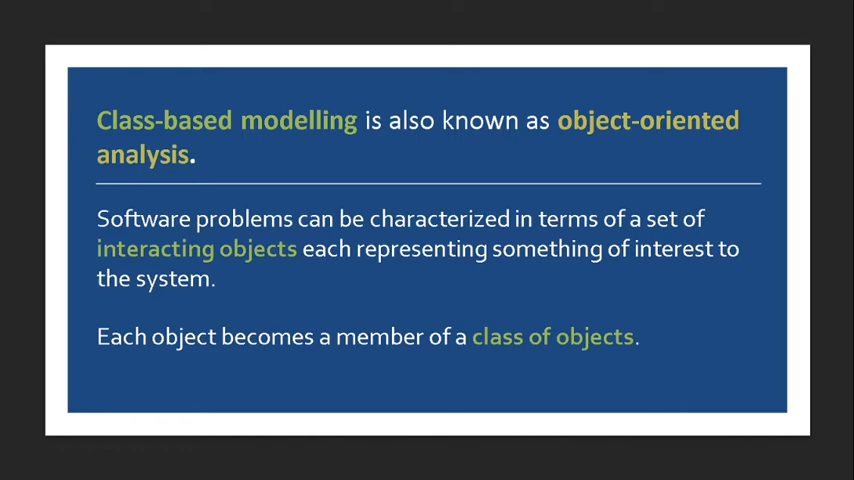 Class-based modelling is also known as object-oriented
analysis.
Software problems can be characterized in terms of a set of
interacting objects each representing something of interest to
the system.
Each object becomes a member of a class of objects.